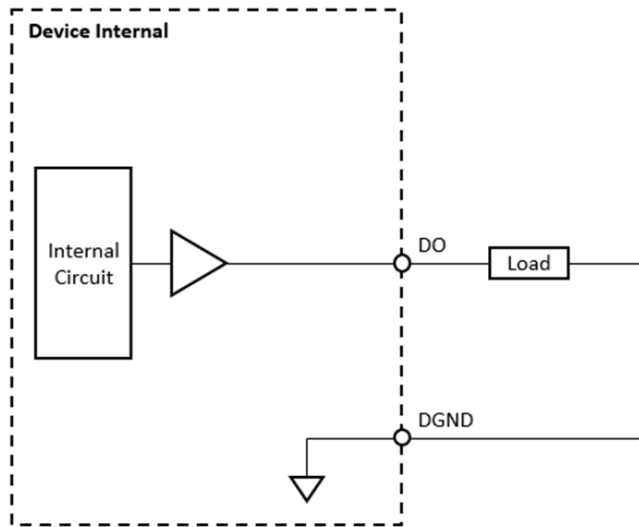 Device Internal
Internal
Circuit
DO
Load
DGND